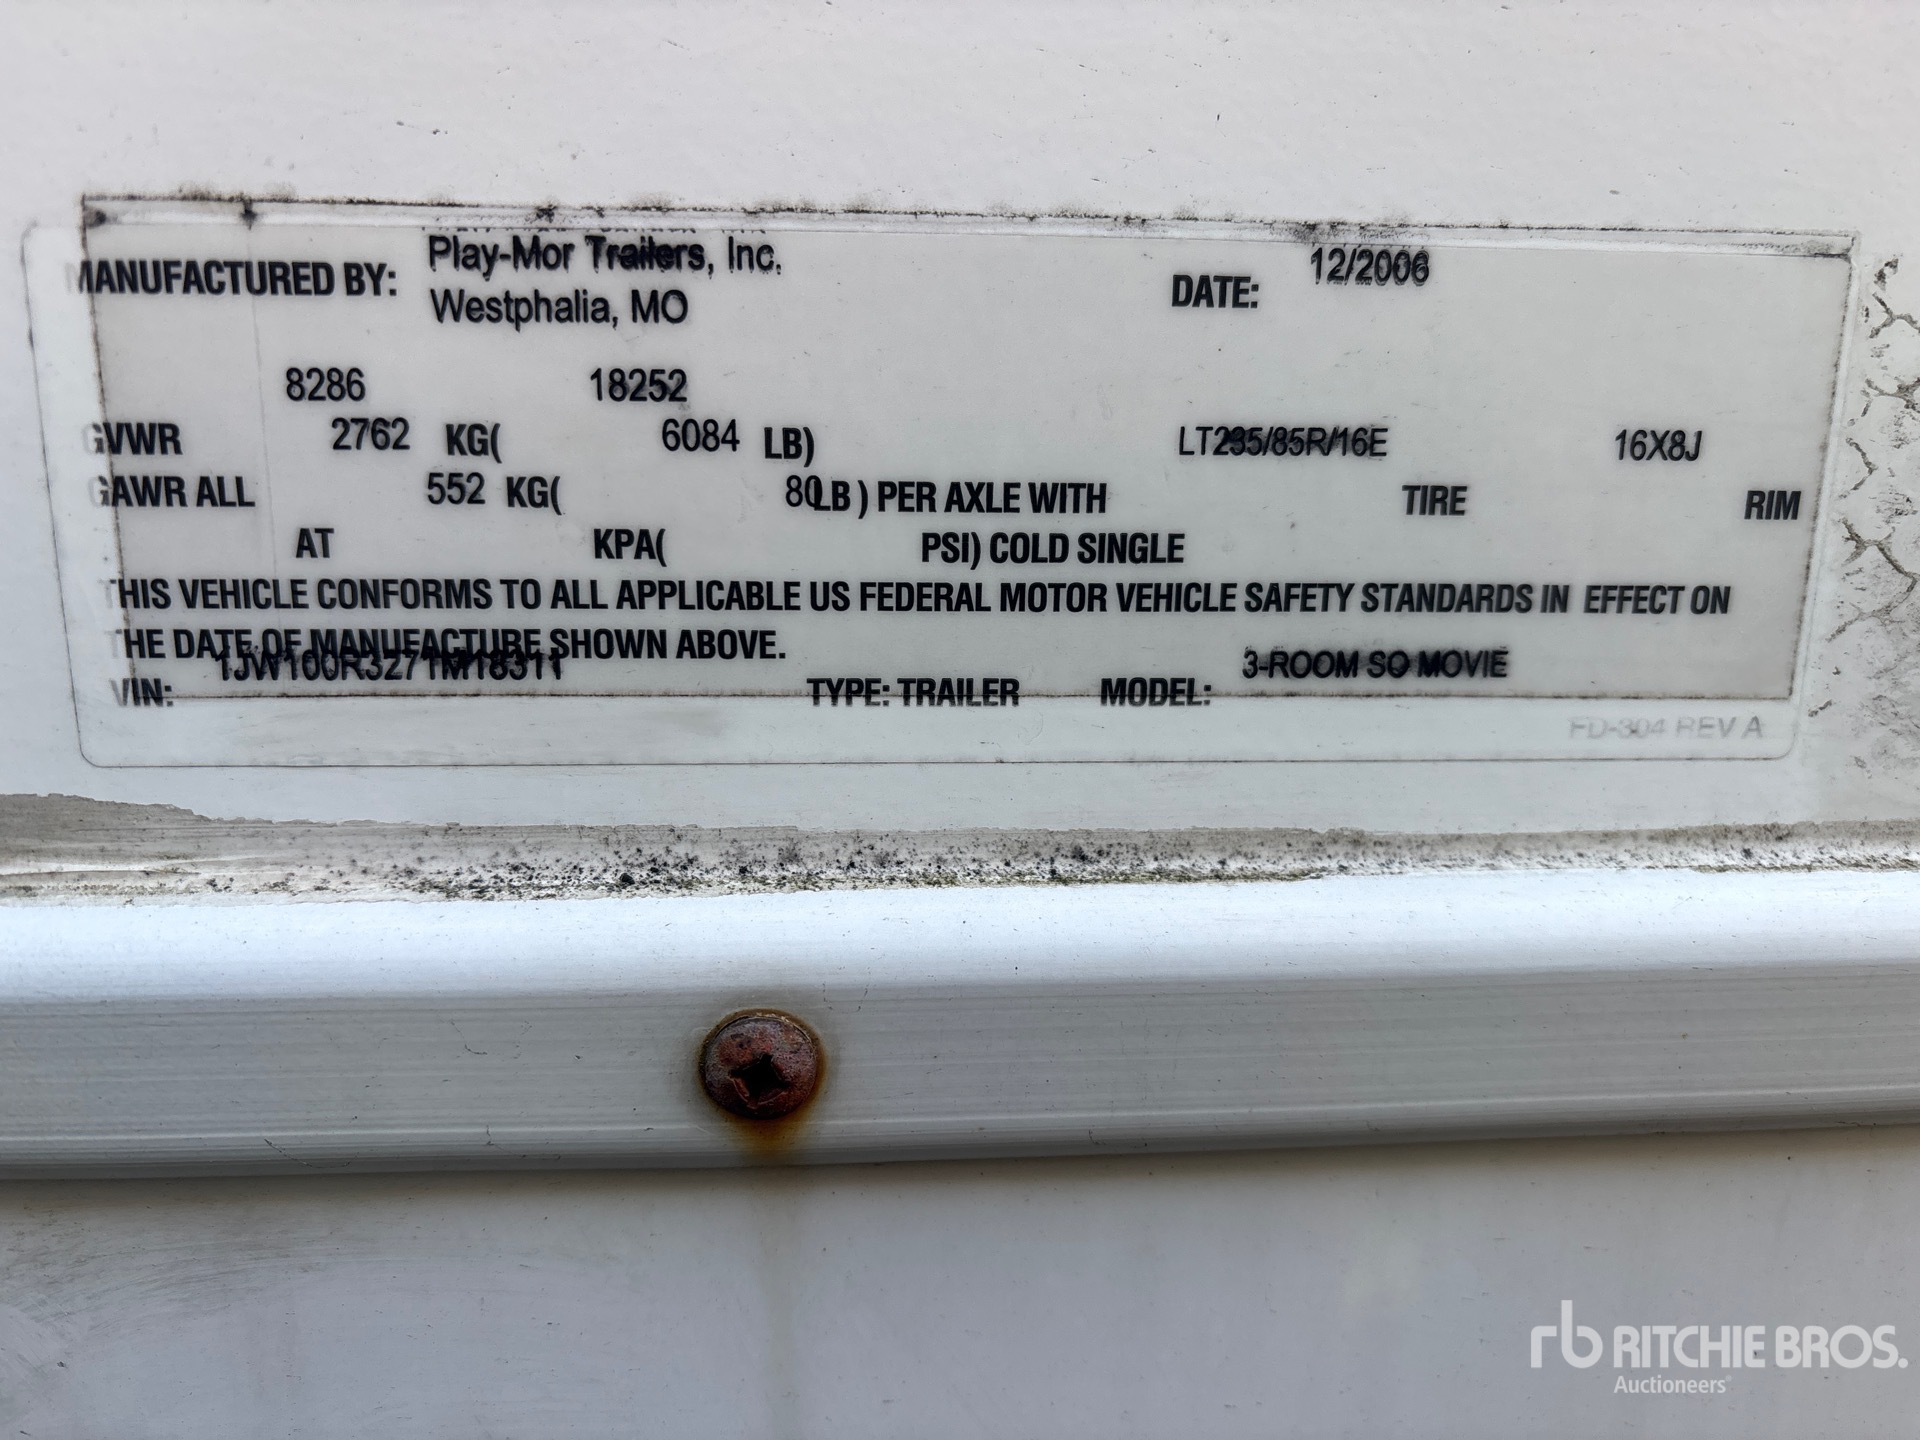 MANUFACTURED BY: Play-Mor Trailers, Inc. DATE: 12/2006
Westphalia, MO
8286 18252
GVWR 2762 KG( 6084 LB) LT235/85R/16E 16X8J
GAWR ALL 552 KG( 80 LB ) PER AXLE WITH TIRE RIM
AT KPA( PSI) COLD SINGLE
THIS VEHICLE CONFORMS TO ALL APPLICABLE US FEDERAL MOTOR VEHICLE SAFETY STANDARDS IN EFFECT ON
THE DATE OF MANUFACTURE SHOWN ABOVE.
VIN: 1JW100R3271M18311 TYPE: TRAILER MODEL: 3-ROOM SO MOVIE
FD-304 REV A
rb RITCHIE BROS.
Auctioneers